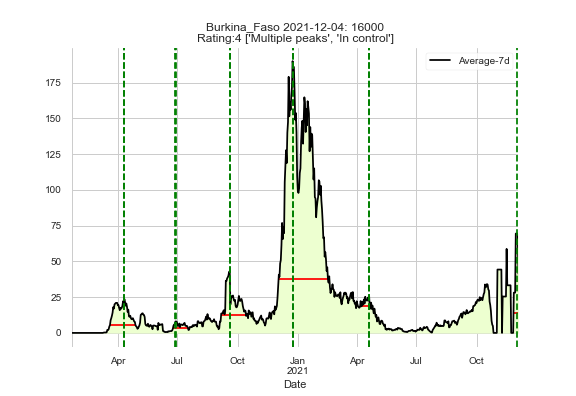 Burkina_Faso 2021-12-04: 16000
Rating:4 ['Multiple peaks', 'In control']
Average-7d
175
150
125
100
75
50
25
0
Apr Jul Oct Jan Apr Jul Oct
2021
Date